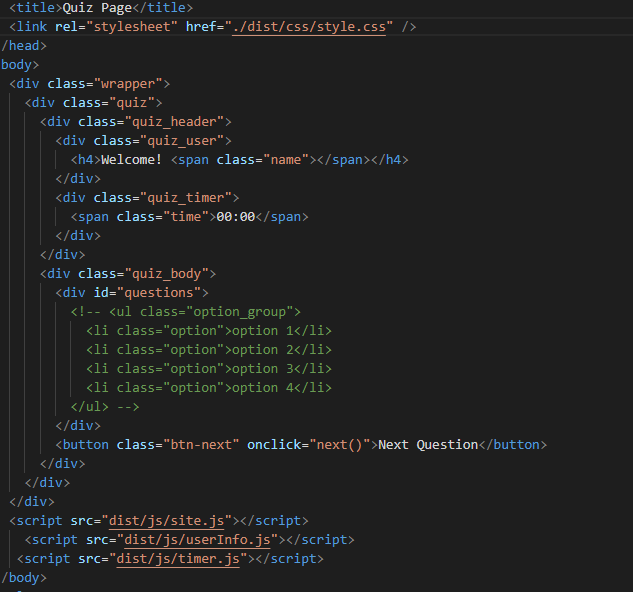 <title>Quiz Page</title>
<link rel="stylesheet" href="./dist/css/style.css" />
/head>
body>
<div class="wrapper">
<div class="quiz">
<div class="quiz_header">
<div class="quiz_user">
<h4>Welcome! <span class="name"></span></h4>
</div>
<div class="quiz_timer">
<span class="time">00:00</span>
</div>
</div>
<div class="quiz_body">
<div id="questions">
<!-- <ul class="option_group">
<li class="option">option 1</li>
<li class="option">option 2</li>
<li class="option">option 3</li>
<li class="option">option 4</li>
</ul> -->
</div>
<button class="btn-next" onclick="next()">Next Question</button>
</div>
</div>
</div>
<script src="dist/js/site.js"></script>
<script src="dist/js/userInfo.js"></script>
<script src="dist/js/timer.js"></script>
/body>